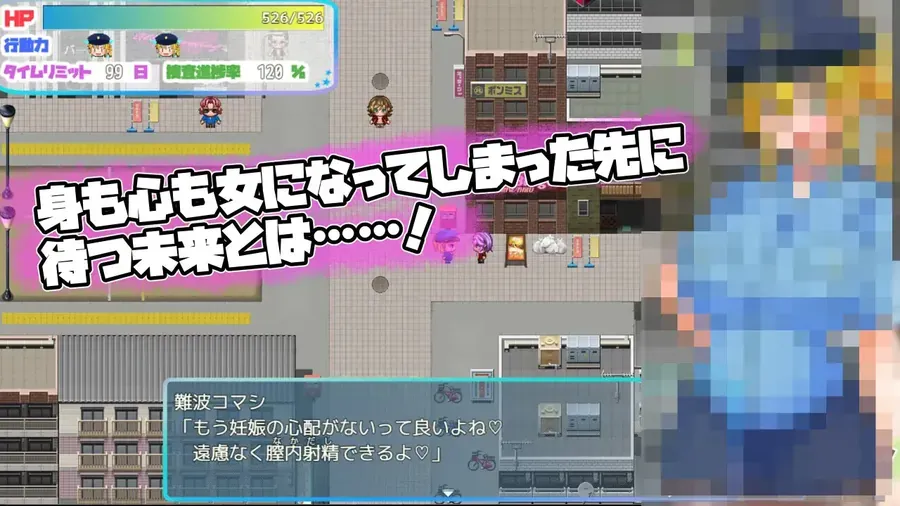 HP 526/526
行動力
タイムリミット 99 日 捜査進捗率 120 %
ボンミス
身も心も女になってしまった先に
待つ未来とは……！
難波コマシ
「もう妊娠の心配がないって良いよね♡
なかだし
遠慮なく膣内射精できるよ♡」